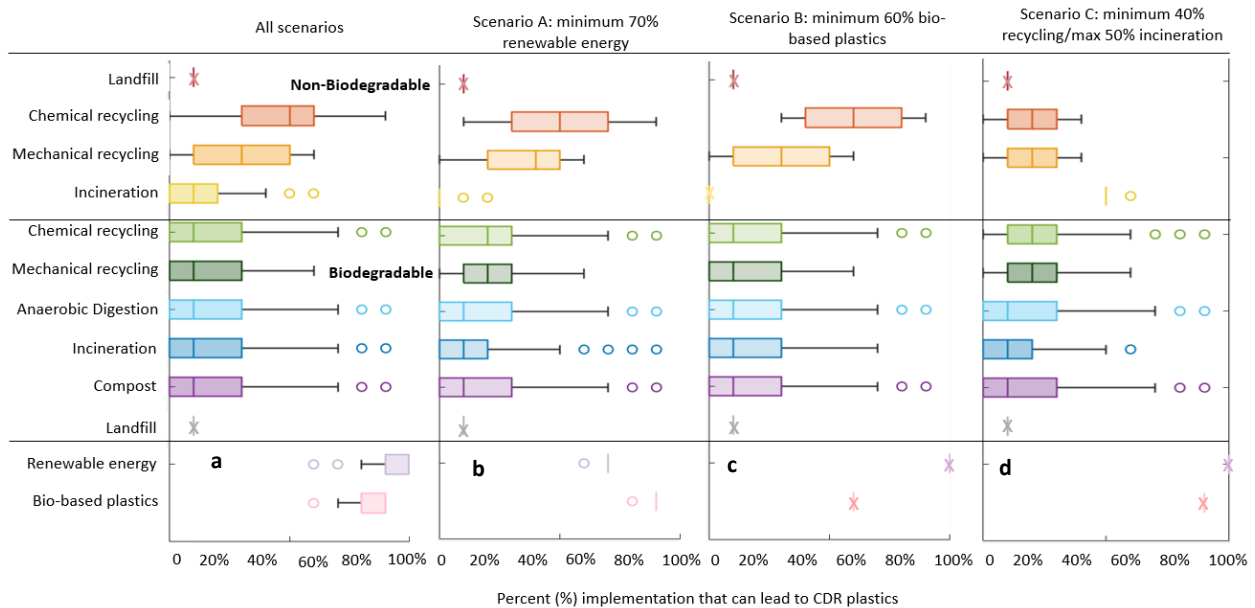 All scenarios
Scenario A: minimum 70%
renewable energy
Scenario B: minimum 60% bio-
based plastics
Scenario C: minimum 40%
recycling/max 50% incineration
Landfill
Non-Biodegradable
Chemical recycling
Mechanical recycling
Incineration
Chemical recycling
Mechanical recycling
Biodegradable
Anaerobic Digestion
Incineration
Compost
Landfill
Renewable energy
a
b
c
d
Bio-based plastics
0 20% 40% 60% 80% 100%
0 20% 40% 60% 80% 100%
0 20% 40% 60% 80% 100%
0 20% 40% 60% 80% 100%
Percent (%) implementation that can lead to CDR plastics